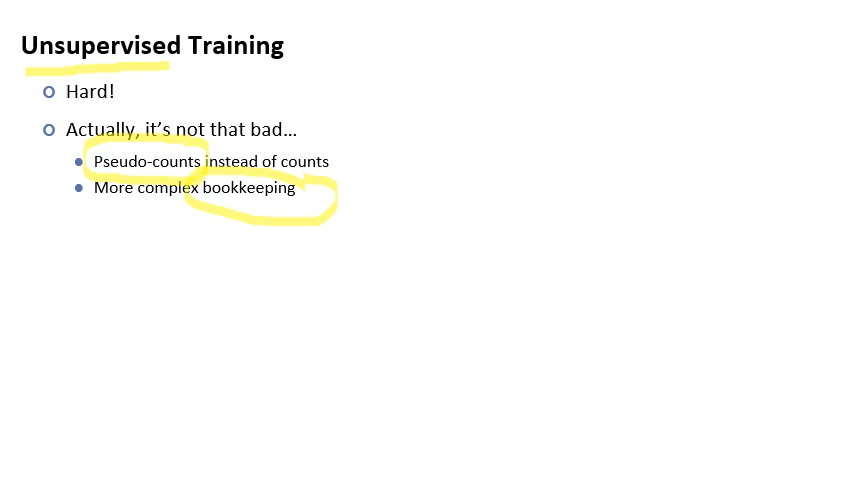 Unsupervised Training
Hard!
Actually, it's not that bad…
Pseudo-counts instead of counts
More complex bookkeeping